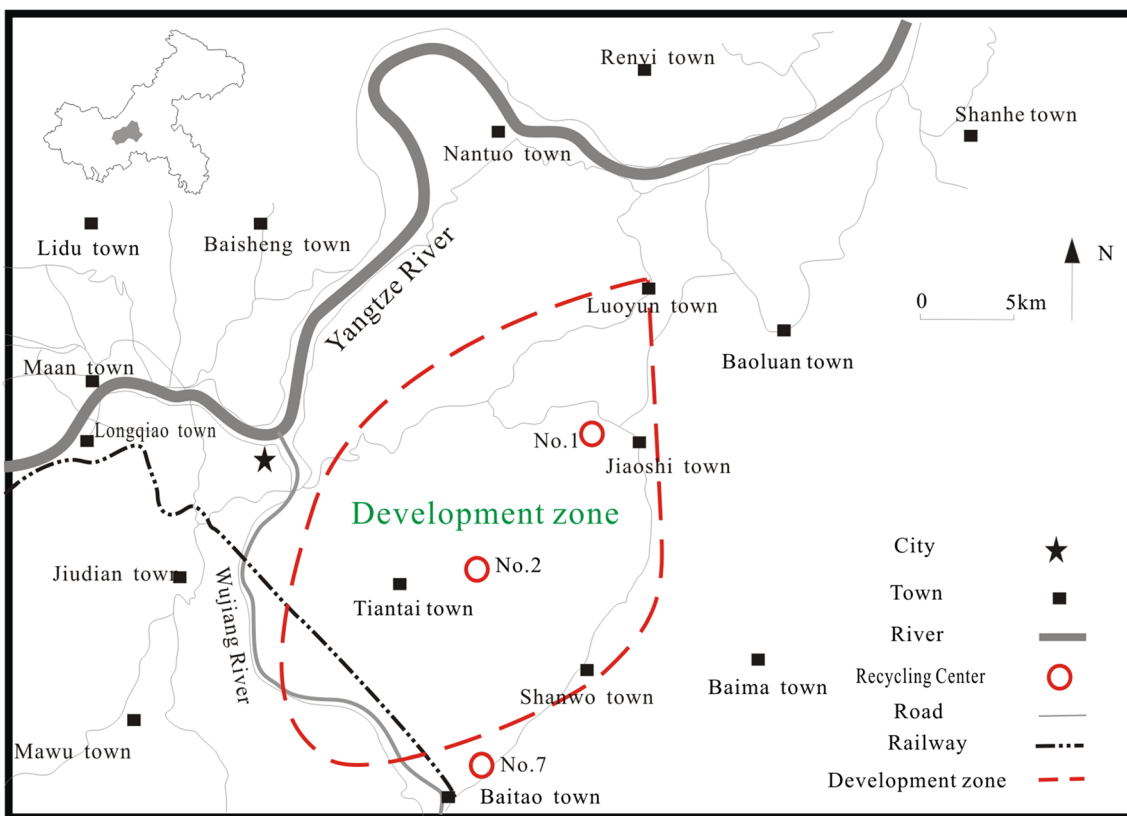 Renyi town
Shanhe town
Nantuo town
Lidu town
Baisheng town
Yangtze River
N
0 5km
Luoyun town
Baoluan town
Maan town
Longqiao town
No.1
Jiaoshi town
Development zone
City
No.2
Jiudian town
Tiantai town
Town
Wujiang River
River
Shanwo town
Baima town
Recycling Center
Road
Mawu town
Railway
No.7
Development zone
Baitao town